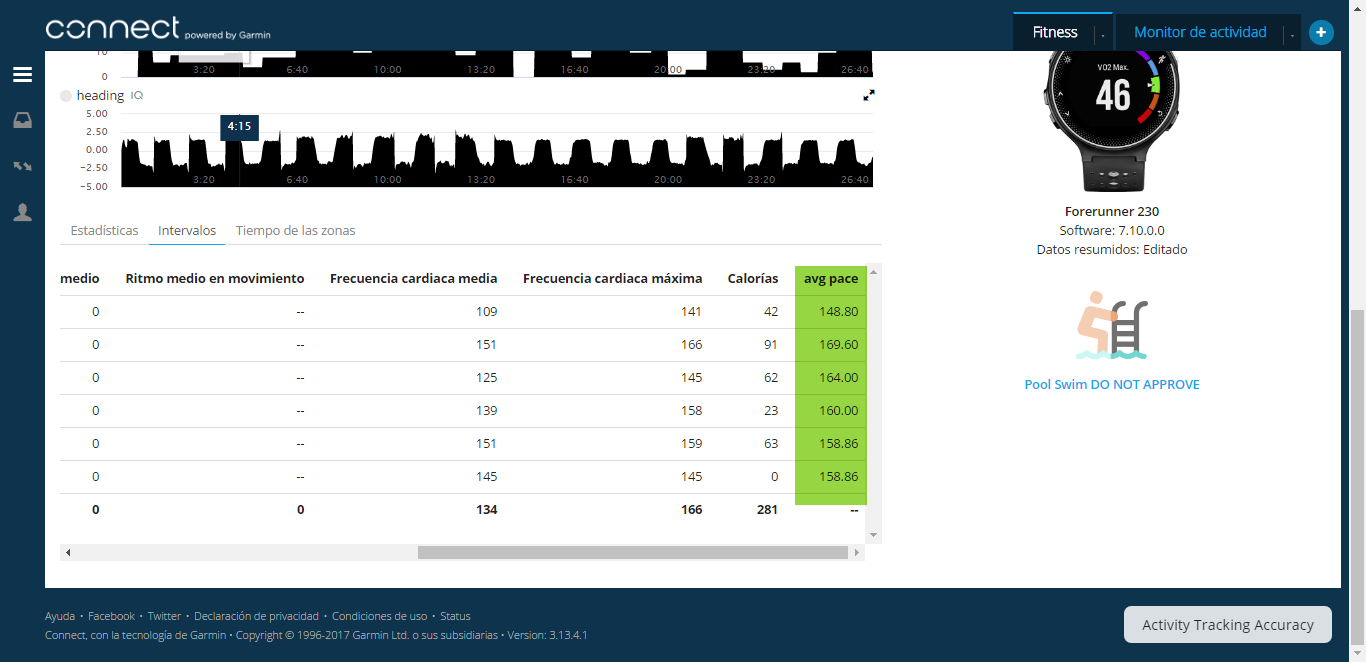 connect powered by Garmin
Fitness
Monitor de actividad
10
0
3:20 6:40 10:00 13:20 16:40 20:00 23:20 26:40
heading IQ
5.00
4:15
2.50
0.00
−2.50
−5.00
3:20 6:40 10:00 13:20 16:40 20:00 23:20 26:40
VO2 Max.
46
Forerunner 230
Software: 7.10.0.0
Datos resumidos: Editado
Pool Swim DO NOT APPROVE
Estadísticas Intervalos Tiempo de las zonas
medio Ritmo medio en movimiento Frecuencia cardiaca media Frecuencia cardiaca máxima Calorías avg pace
0 -- 109 141 42 148.80
0 -- 151 166 91 169.60
0 -- 125 145 62 164.00
0 -- 139 158 23 160.00
0 -- 151 159 63 158.86
0 -- 145 145 0 158.86
0 0 134 166 281 --
Ayuda • Facebook • Twitter • Declaración de privacidad • Condiciones de uso • Status
Connect, con la tecnología de Garmin • Copyright © 1996-2017 Garmin Ltd. o sus subsidiarias • Version: 3.13.4.1
Activity Tracking Accuracy